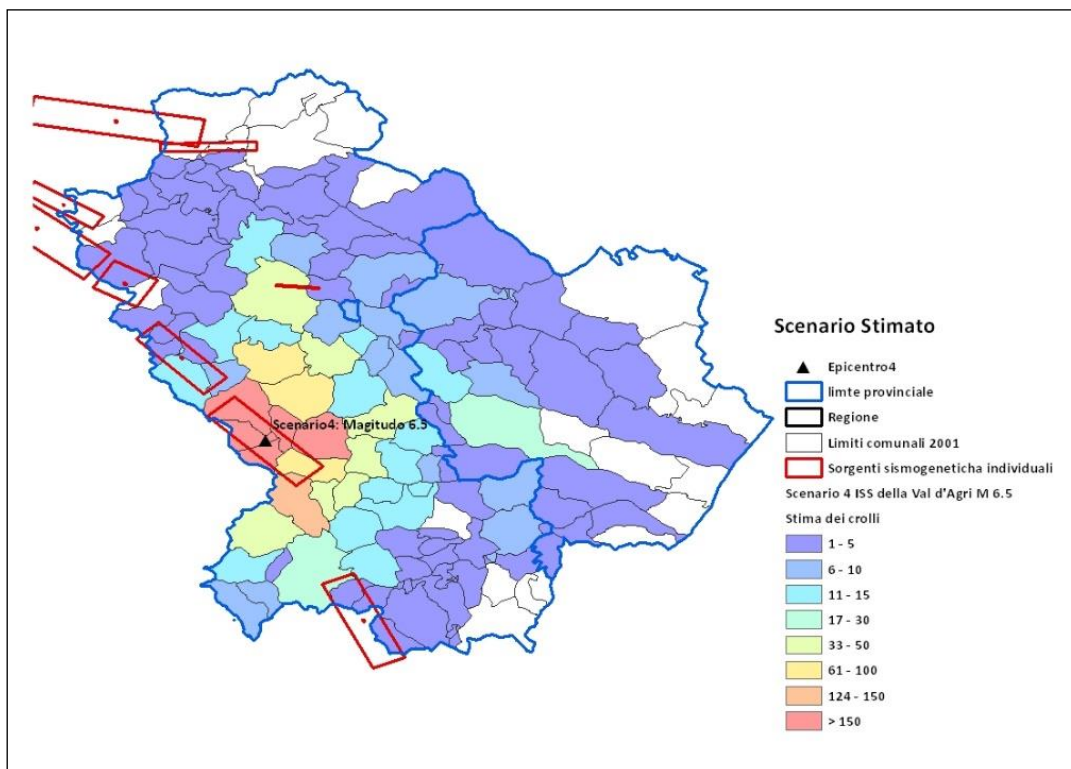 Scenario4: Magitudo 6.5
Scenario Stimato
Epicentro4
limte provinciale
Regione
Limiti comunali 2001
Sorgenti sismogenetiche individuali
Scenario 4 ISS della Val d'Agri M 6.5
Stima dei crolli
1 - 5
6 - 10
11 - 15
17 - 30
33 - 50
61 - 100
124 - 150
> 150